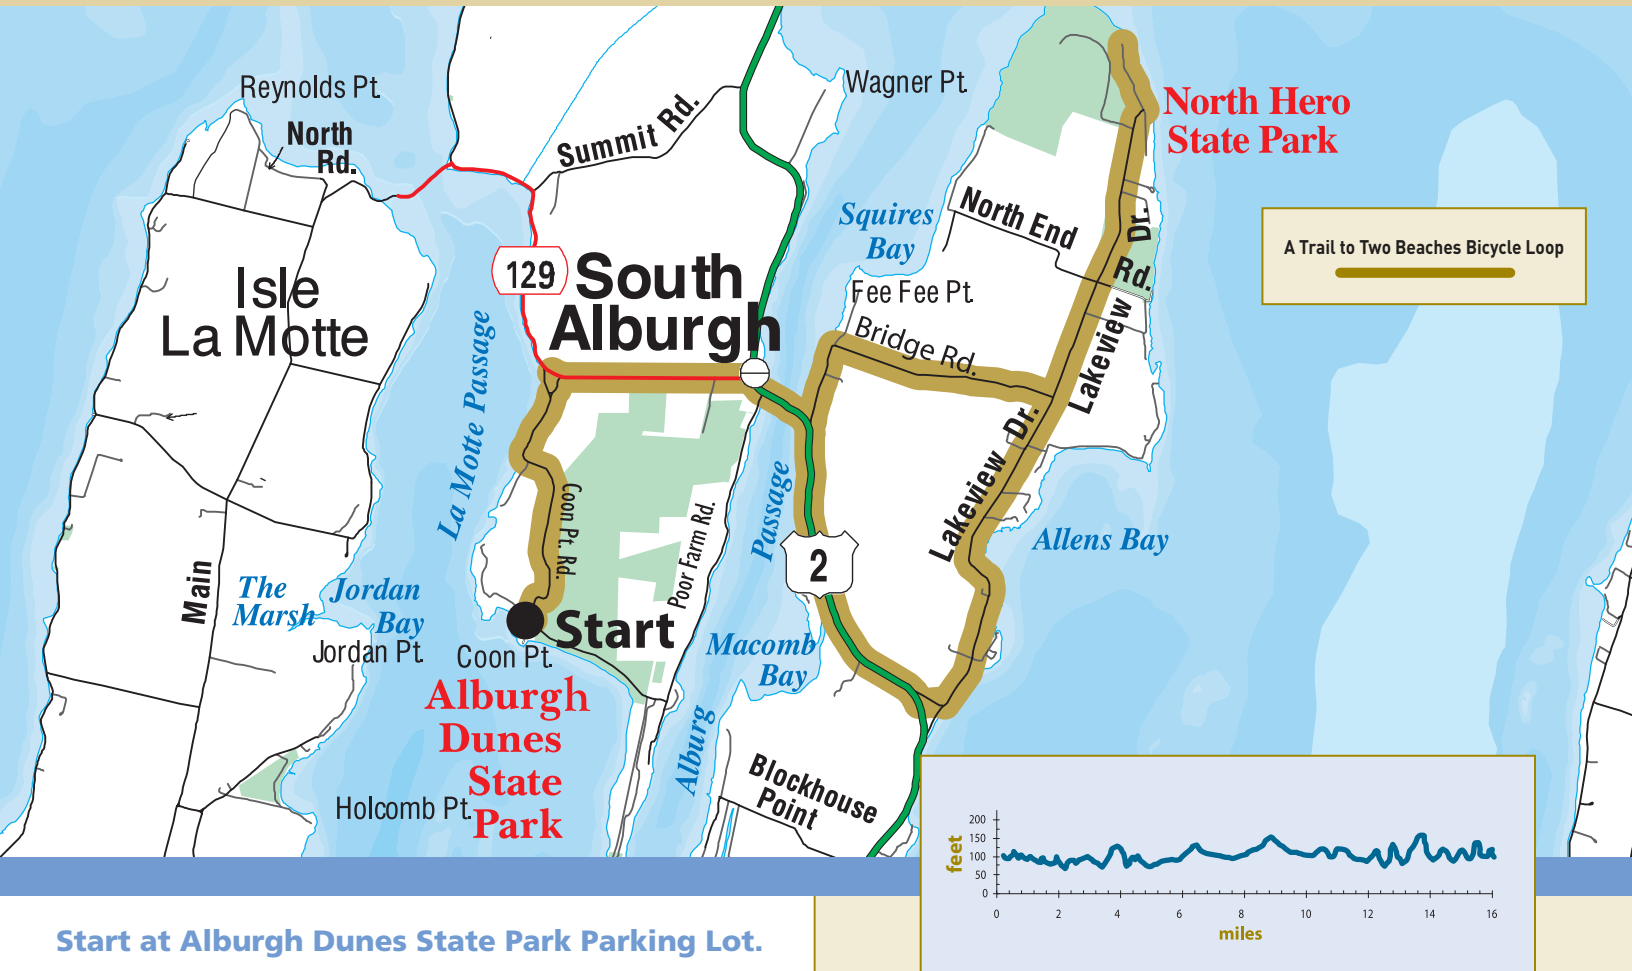 Reynolds Pt.
North
Rd.
Summit Rd.
Wagner Pt.
North Hero
State Park
Squires
Bay
North End
Rd.
Dr.
Lakeview
A Trail to Two Beaches Bicycle Loop
Isle
La Motte
129
South
Alburgh
Fee Fee Pt.
Bridge Rd.
La Motte Passage
Lakeview Dr.
Passage
Coon Pt. Rd.
Poor Farm Rd.
2
Allens Bay
Main
The
Marsh
Jordan
Bay
Jordan Pt.
Start
Coon Pt.
Macomb
Bay
Alburgh
Dunes
State
Park
Alburg
Holcomb Pt.
Blockhouse
Point
feet
200
150
100
50
0
0 2 4 6 8 10 12 14 16
miles
Start at Alburgh Dunes State Park Parking Lot.